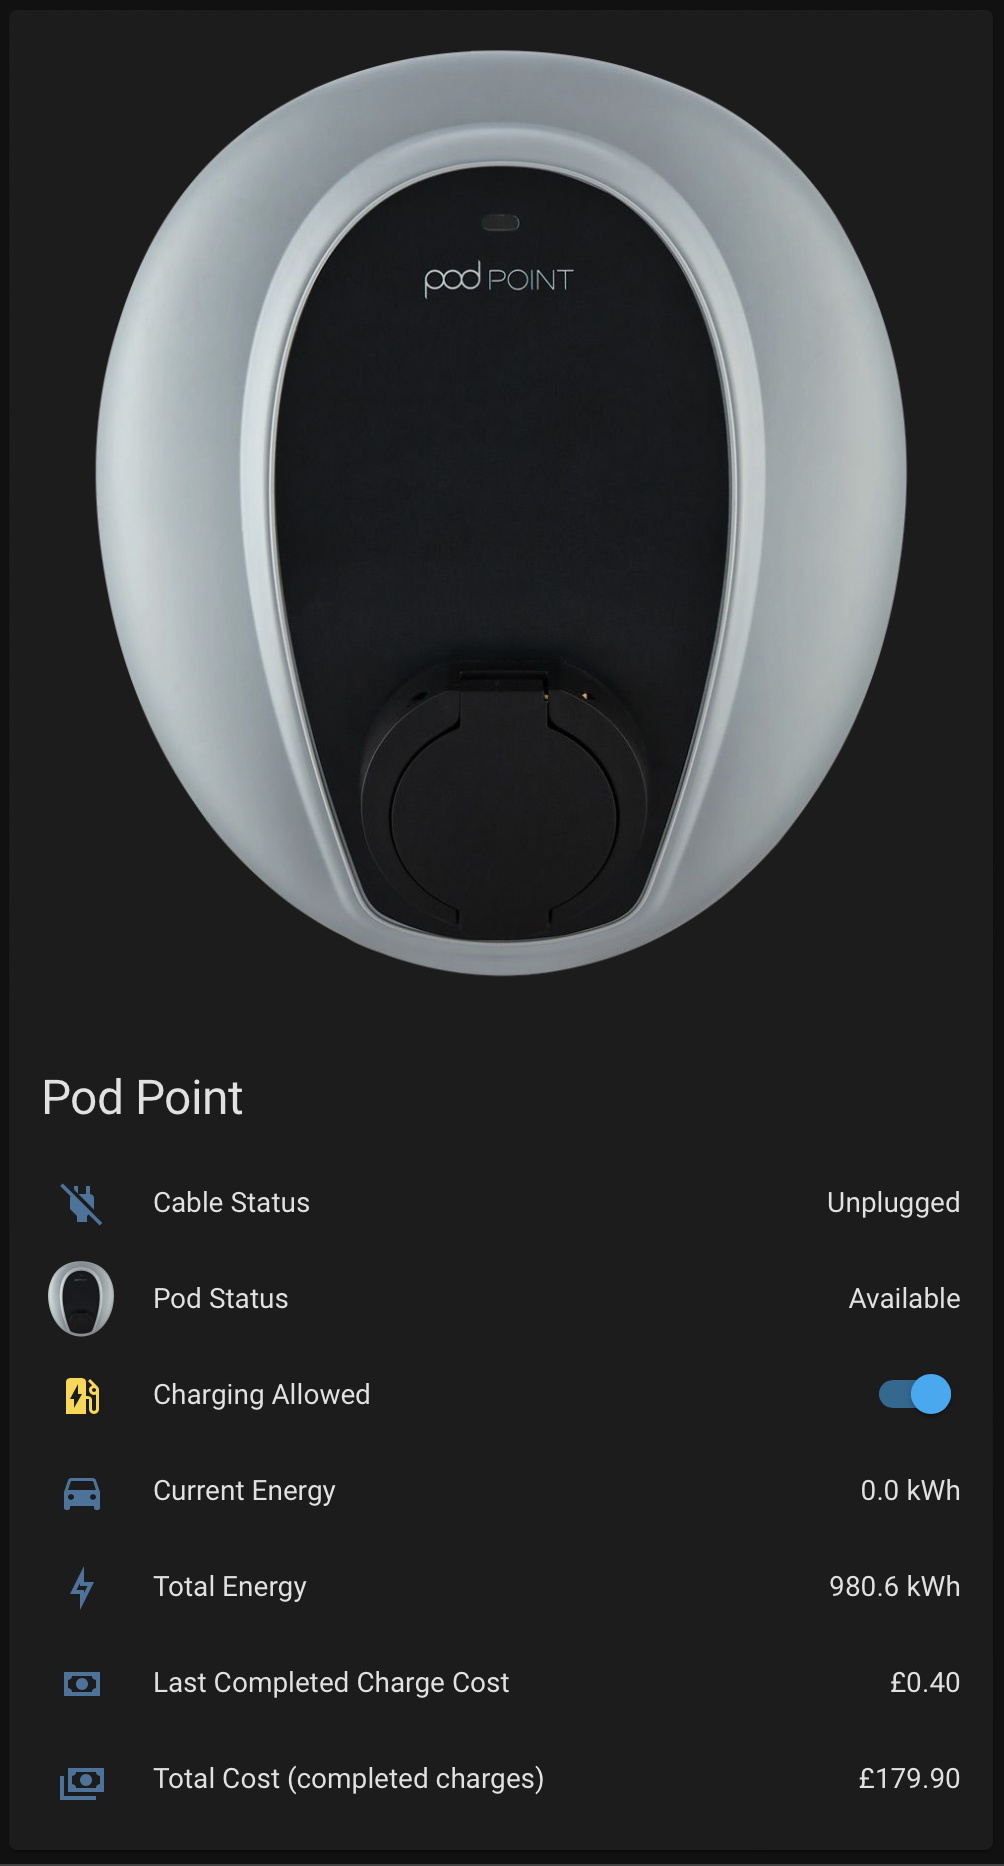 pod POINT
Pod Point
Cable Status Unplugged
Pod Status Available
Charging Allowed
Current Energy 0.0 kWh
Total Energy 980.6 kWh
Last Completed Charge Cost £0.40
Total Cost (completed charges) £179.90